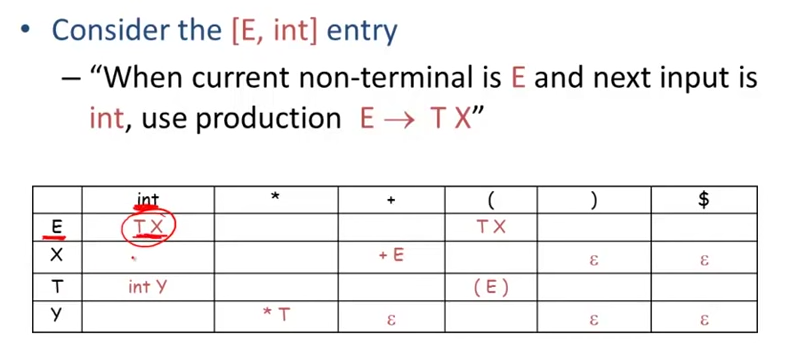 • Consider the [E, int] entry
– “When current non-terminal is E and next input is
int, use production E → T X”
int * + ( ) $
E T X T X
X + E ε ε
T int Y ( E )
Y * T ε ε ε